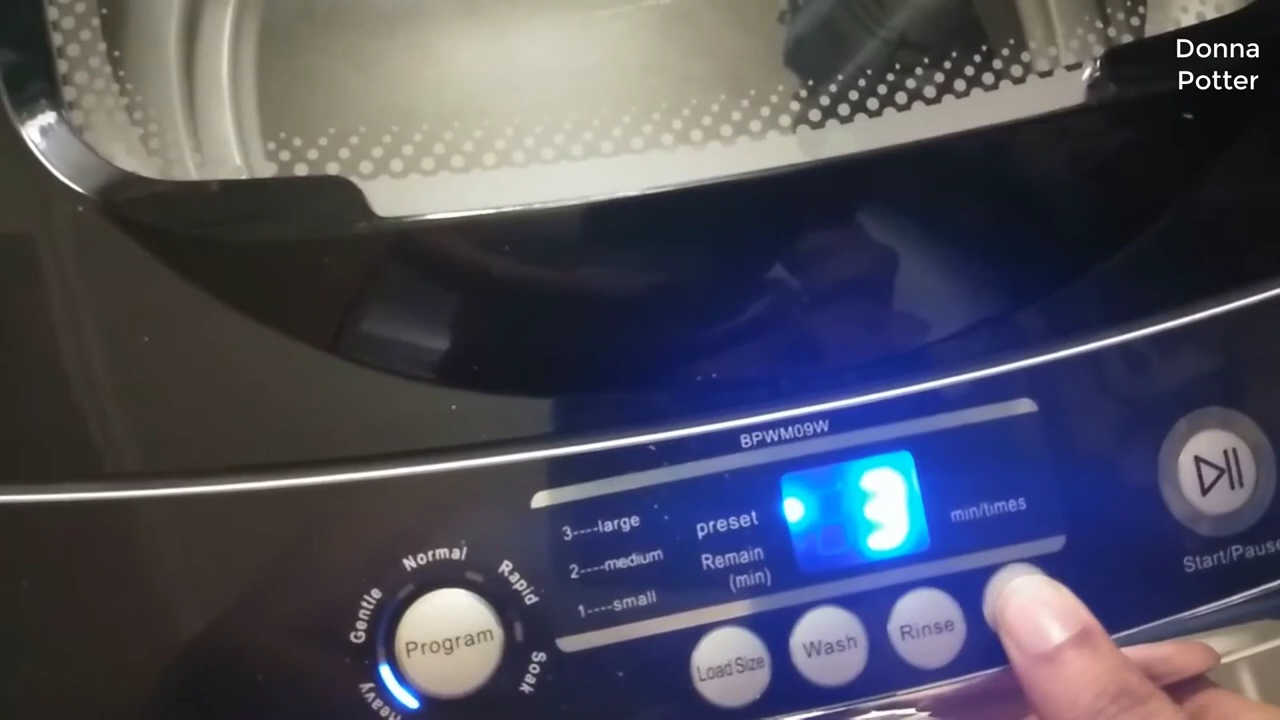 Donna
Potter
BPWM09W
3----large
2----medium
1----small
preset
Remain
(min)
3
min/times
Start/Pause
Normal
Gentle
Rapid
Soak
Program
Load Size
Wash
Rinse